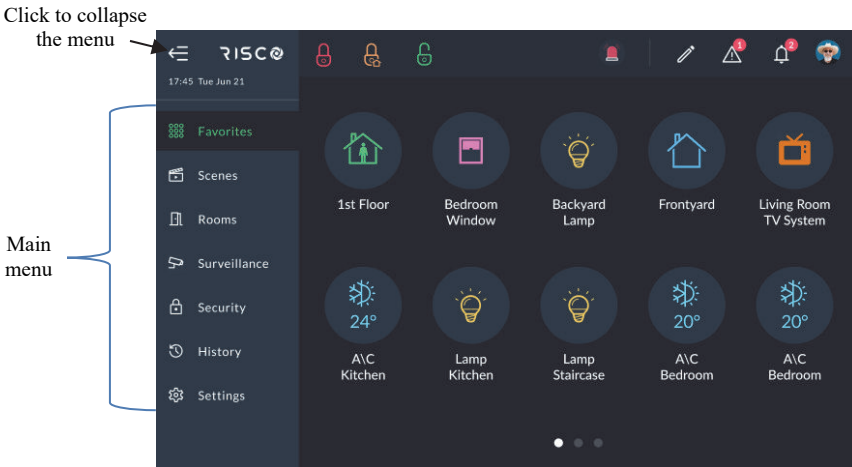 Click to collapse
the menu
RISCO
17:45 Tue Jun 21
1
2
Main
menu
Favorites
Scenes
Rooms
Surveillance
Security
History
Settings
1st Floor
Bedroom
Window
Backyard
Lamp
Frontyard
Living Room
TV System
24°
A\C
Kitchen
Lamp
Kitchen
Lamp
Staircase
20°
A\C
Bedroom
20°
A\C
Bedroom